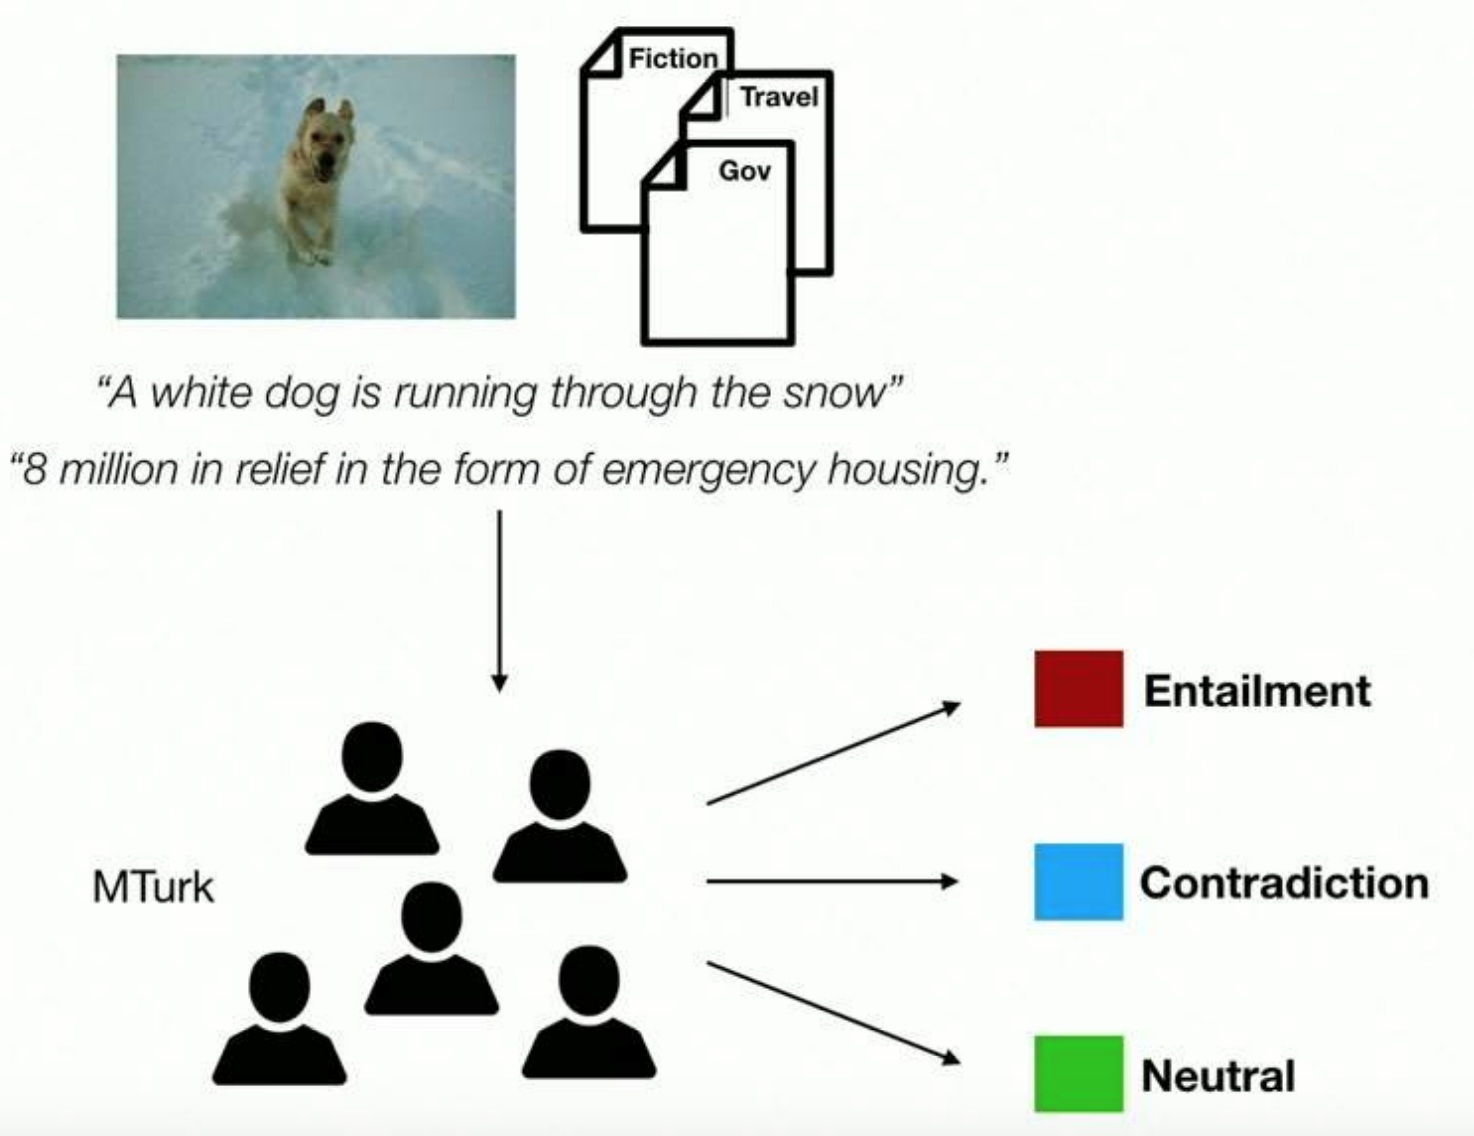 Fiction
Travel
Gov
“A white dog is running through the snow”
“8 million in relief in the form of emergency housing.”
MTurk
Entailment
Contradiction
Neutral